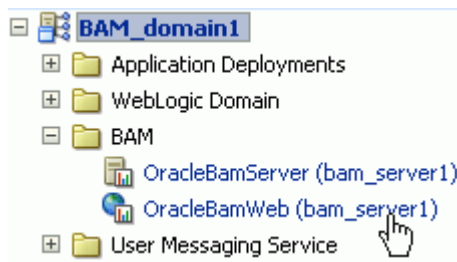 BAM_domain1
Application Deployments
WebLogic Domain
BAM
OracleBamServer (bam_server1)
OracleBamWeb (bam_server1)
User Messaging Service